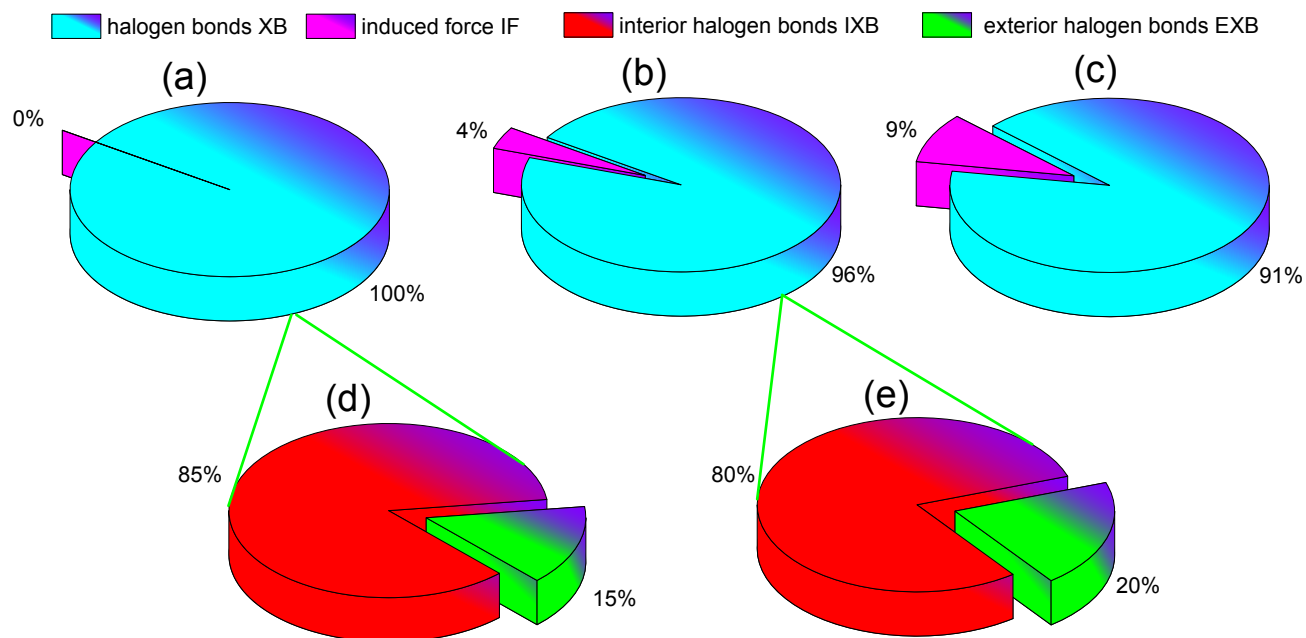 halogen bonds XB induced force IF interior halogen bonds IXB exterior halogen bonds EXB
(a) (b) (c)
0% 4% 9%
100% 96% 91%
(d) (e)
85% 80%
15% 20%